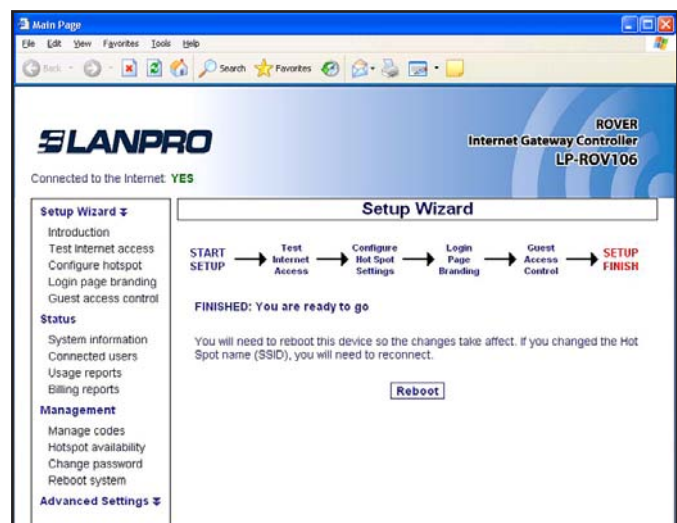 Main Page
File Edit View Favorites Tools Help
Back Search Favorites
LANPRO
ROVER
Internet Gateway Controller
LP-ROV106
Connected to the Internet: YES
Setup Wizard
Introduction
Test Internet access
Configure hotspot
Login page branding
Guest access control
Status
System information
Connected users
Usage reports
Billing reports
Management
Manage codes
Hotspot availability
Change password
Reboot system
Advanced Settings
Setup Wizard
START SETUP
Test Internet Access
Configure Hot Spot Settings
Login Page Branding
Guest Access Control
SETUP FINISH
FINISHED: You are ready to go
You will need to reboot this device so the changes take affect. If you changed the Hot
Spot name (SSID), you will need to reconnect.
Reboot